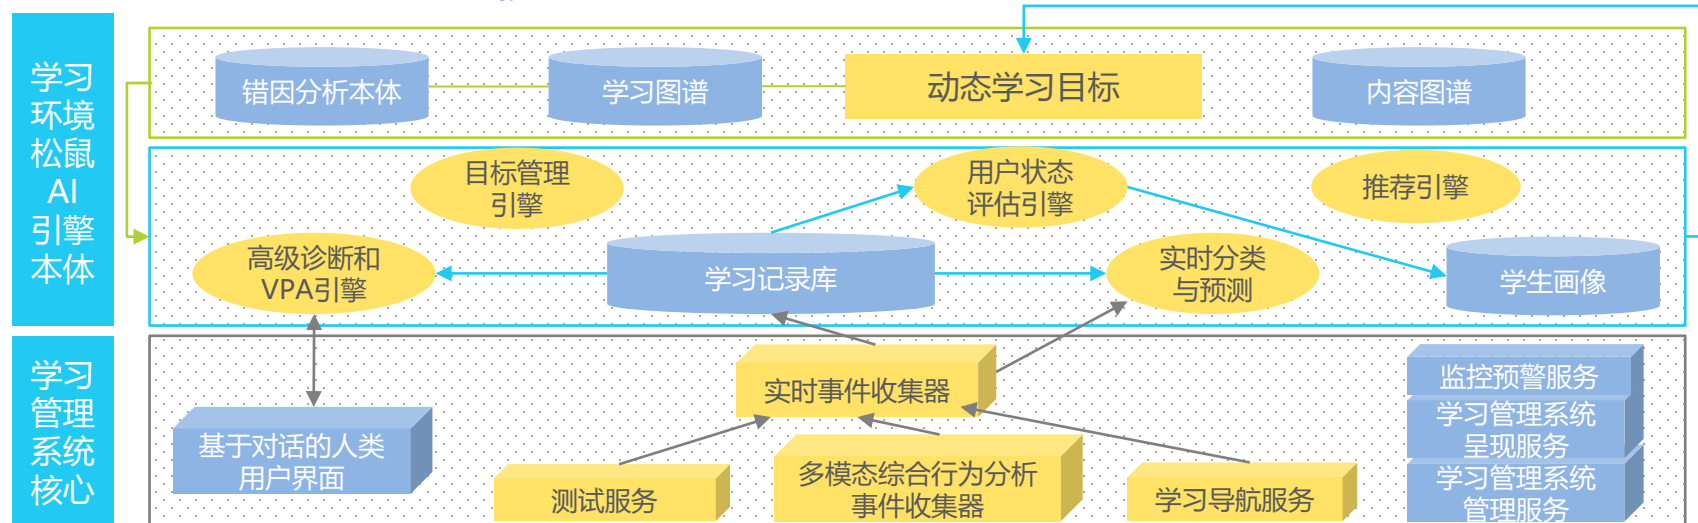 学习
环境
松鼠
AI
引擎
本体
错因分析本体
学习图谱
动态学习目标
内容图谱
目标管理
引擎
用户状态
评估引擎
推荐引擎
高级诊断和
VPA引擎
学习记录库
实时分类
与预测
学生画像
学习
管理
系统
核心
实时事件收集器
监控预警服务
学习管理系统
呈现服务
学习管理系统
管理服务
基于对话的人类
用户界面
测试服务
多模态综合行为分析
事件收集器
学习导航服务